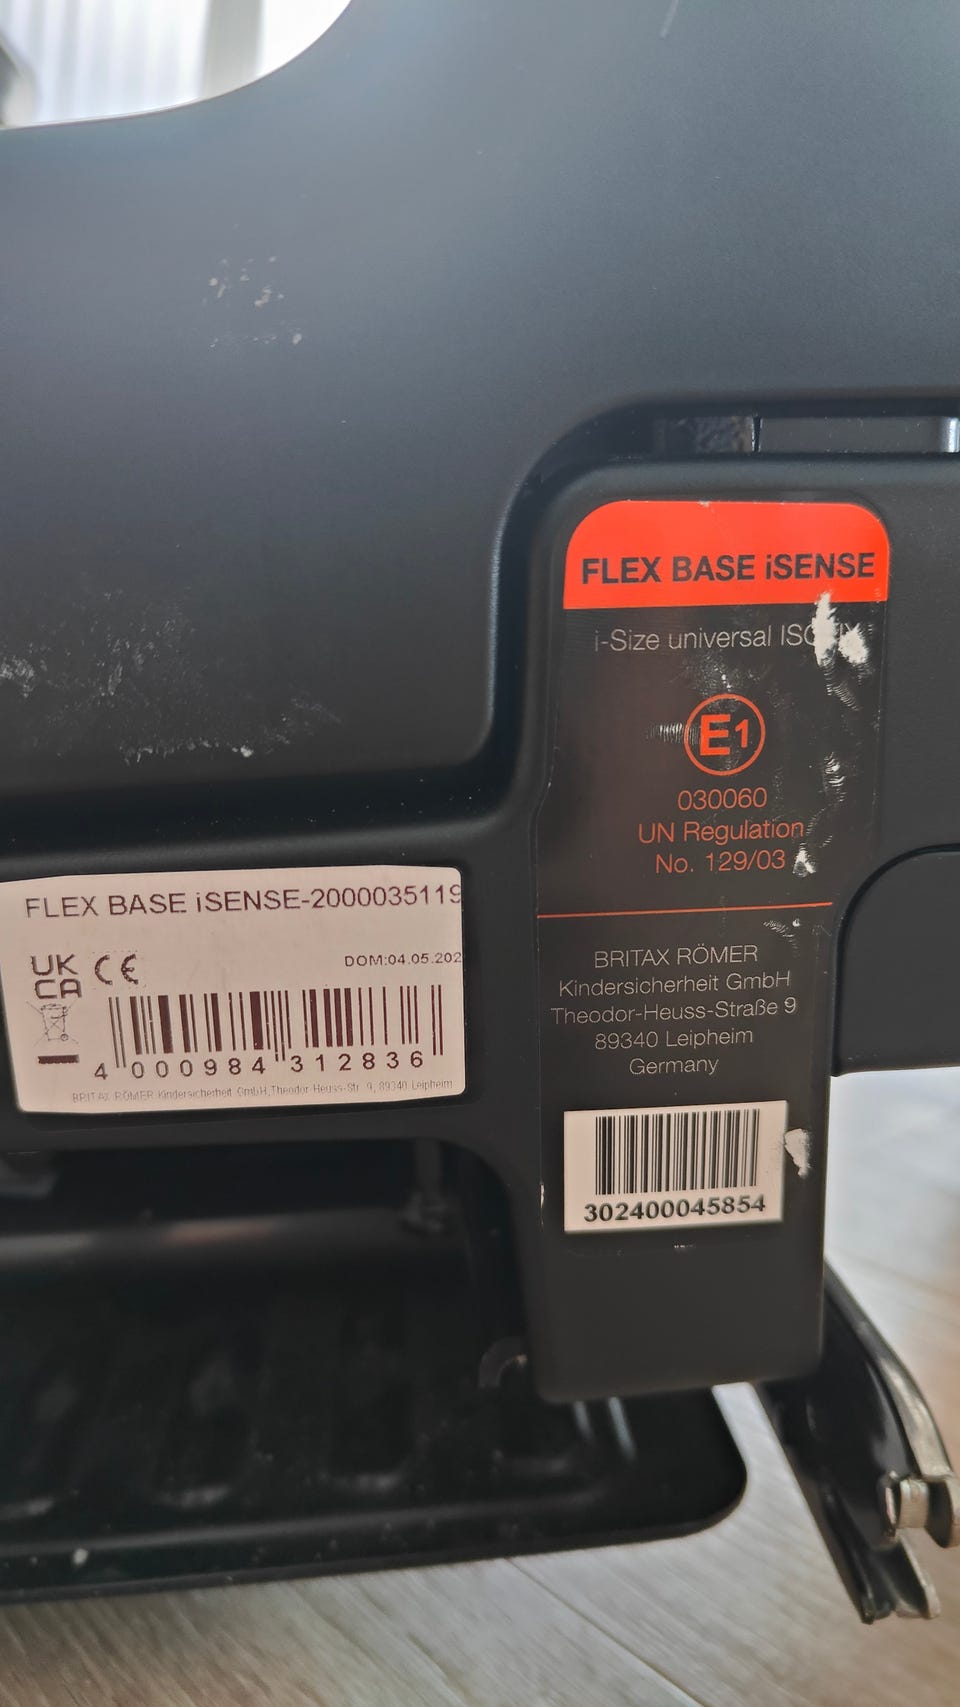 FLEX BASE iSENSE
i-Size universal
E1
030060
UN Regulation
No. 129/03
BRITAX RÖMER
Kindersicherheit GmbH
Theodor-Heuss-Straße 9
89340 Leipheim
Germany
302400045854
FLEX BASE iSENSE-2000035119
UK
CA
CE
DOM:04.05.202
4 000984 312836
BRITAX RÖMER Kindersicherheit GmbH,Theodor-Heuss-Str. 9, 89340 Leipheim